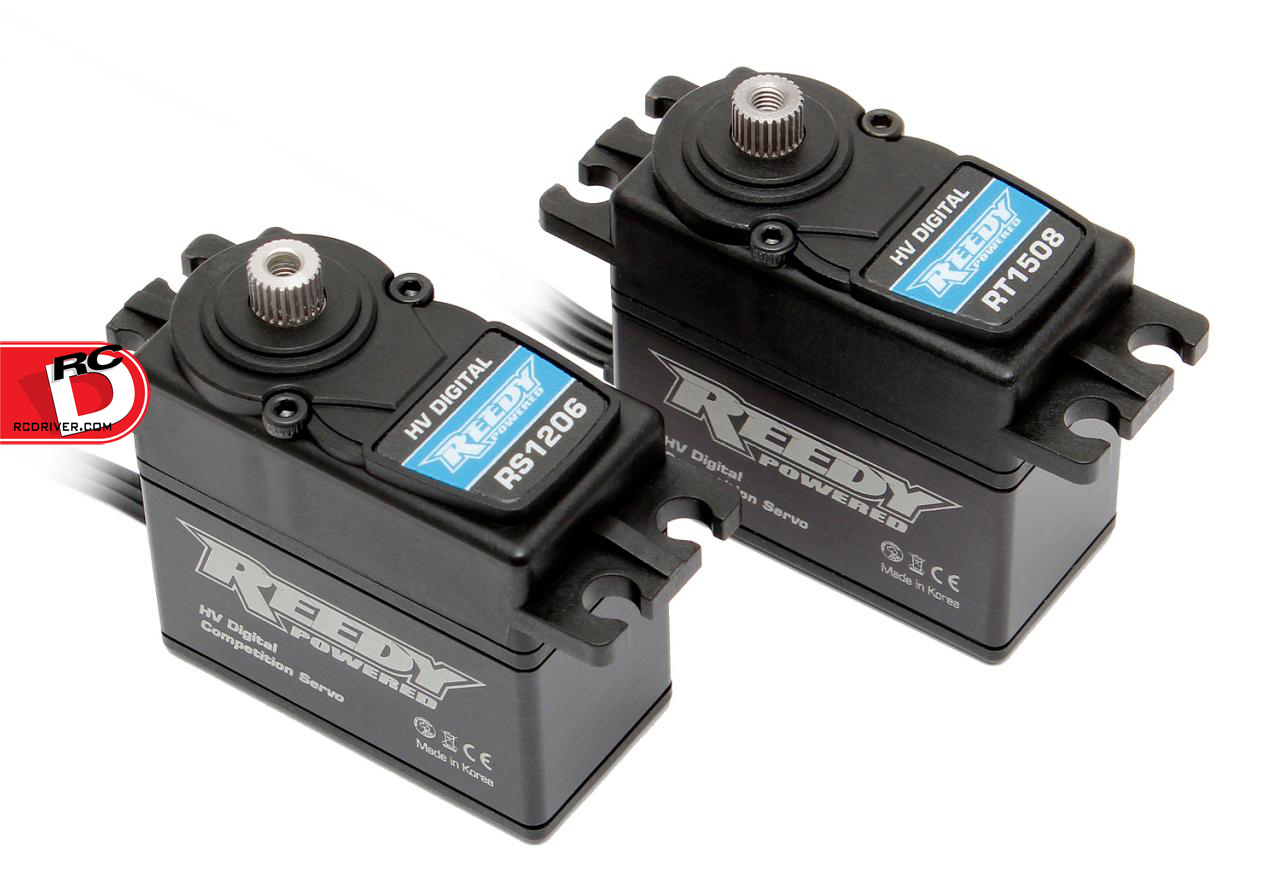 RC
D
RCDRIVER.COM
HV DIGITAL
REEDY
POWERED
RS1206
REEDY
POWERED
HV Digital
Competition Servo
CE
Made in Korea
HV DIGITAL
REEDY
POWERED
RT1508
REEDY
POWERED
HV Digital
on Servo
CE
Made in Korea